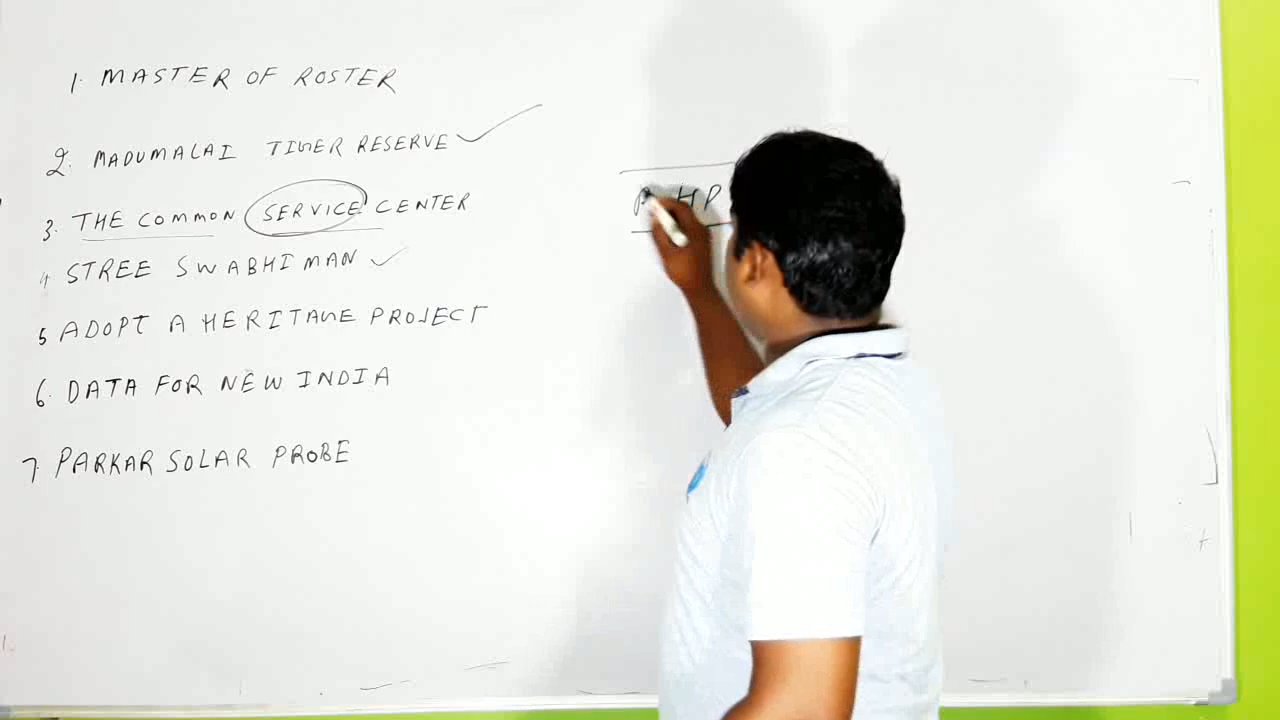 1. MASTER OF ROSTER
2. MADUMALAI TIGER RESERVE
3. THE COMMON SERVICE CENTER
4 STREE SWABHIMAN
5 ADOPT A HERITAGE PROJECT
6. DATA FOR NEW INDIA
7. PARKAR SOLAR PROBE
HP